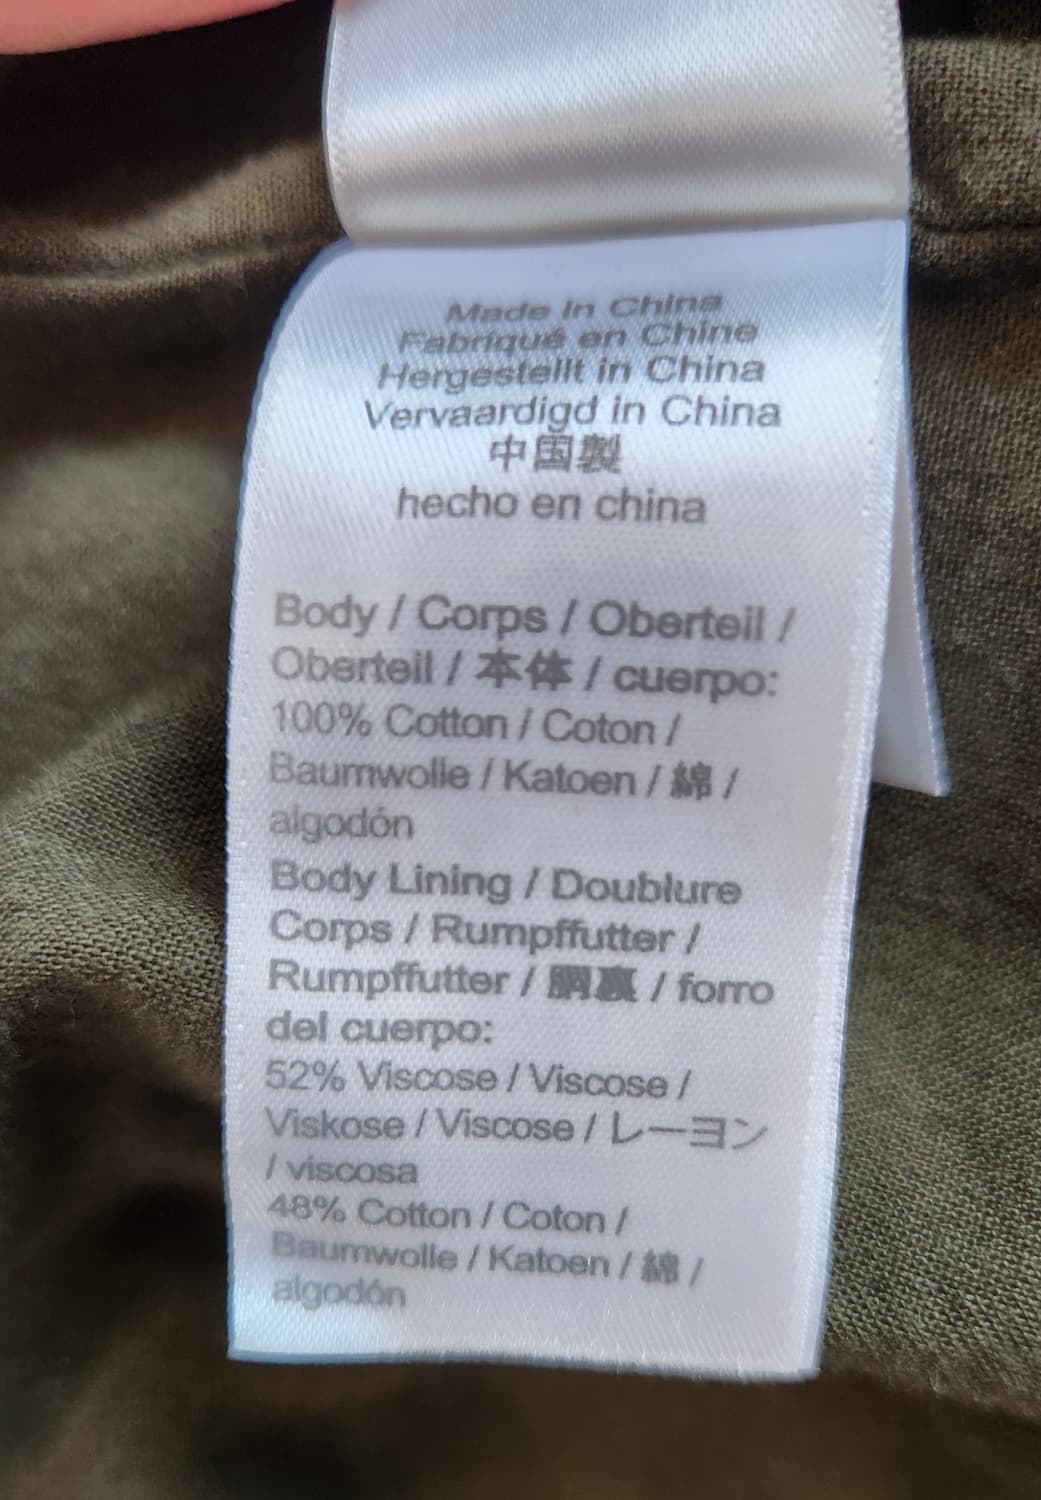 Made in China
Fabriqué en Chine
Hergestellt in China
Vervaardigd in China
中国製
hecho en china
Body / Corps / Oberteil /
Oberteil / 本体 / cuerpo:
100% Cotton / Coton /
Baumwolle / Katoen / 綿 /
algodón
Body Lining / Doublure
Corps / Rumpffutter /
Rumpffutter / 胴裏 / forro
del cuerpo:
52% Viscose / Viscose /
Viskose / Viscose / レーヨン
/ viscosa
48% Cotton / Coton /
Baumwolle / Katoen / 綿 /
algodón